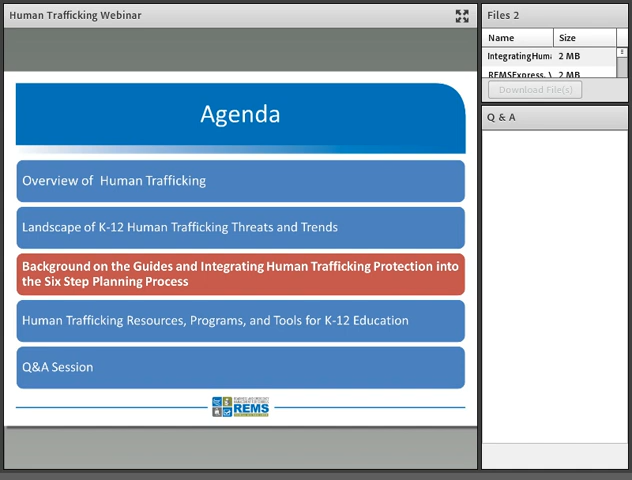 Human Trafficking Webinar
Agenda
Overview of  Human Trafficking
Landscape of K-12 Human Trafficking Threats and Trends
Background on the Guides and Integrating Human Trafficking Protection into
the Six Step Planning Process
Human Trafficking Resources, Programs, and Tools for K-12 Education
Q&A Session
REMS
Files 2
Name Size
IntegratingHum 2 MB
REMSExpress, 2 MB
Download File(s)
Q & A